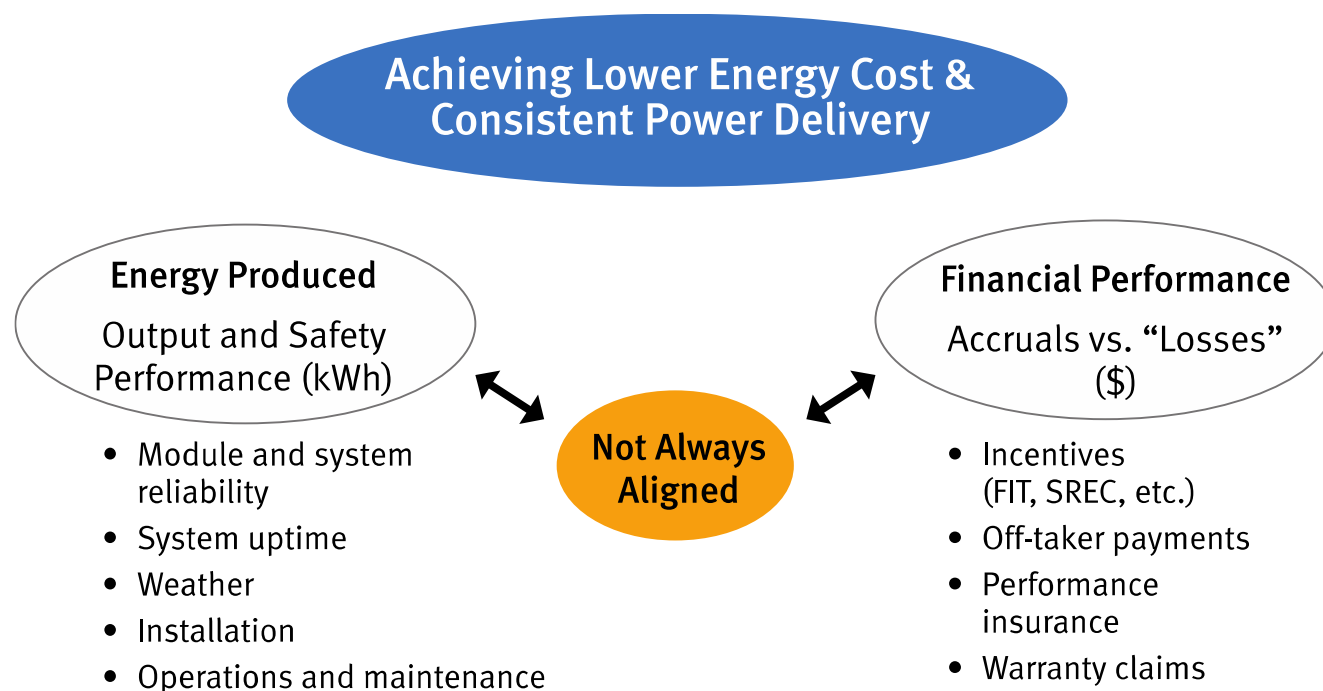 Achieving Lower Energy Cost &
Consistent Power Delivery
Energy Produced
Output and Safety
Performance (kWh)
• Module and system
reliability
• System uptime
• Weather
• Installation
• Operations and maintenance
Not Always
Aligned
Financial Performance
Accruals vs. “Losses”
($)
• Incentives
(FIT, SREC, etc.)
• Off-taker payments
• Performance
insurance
• Warranty claims